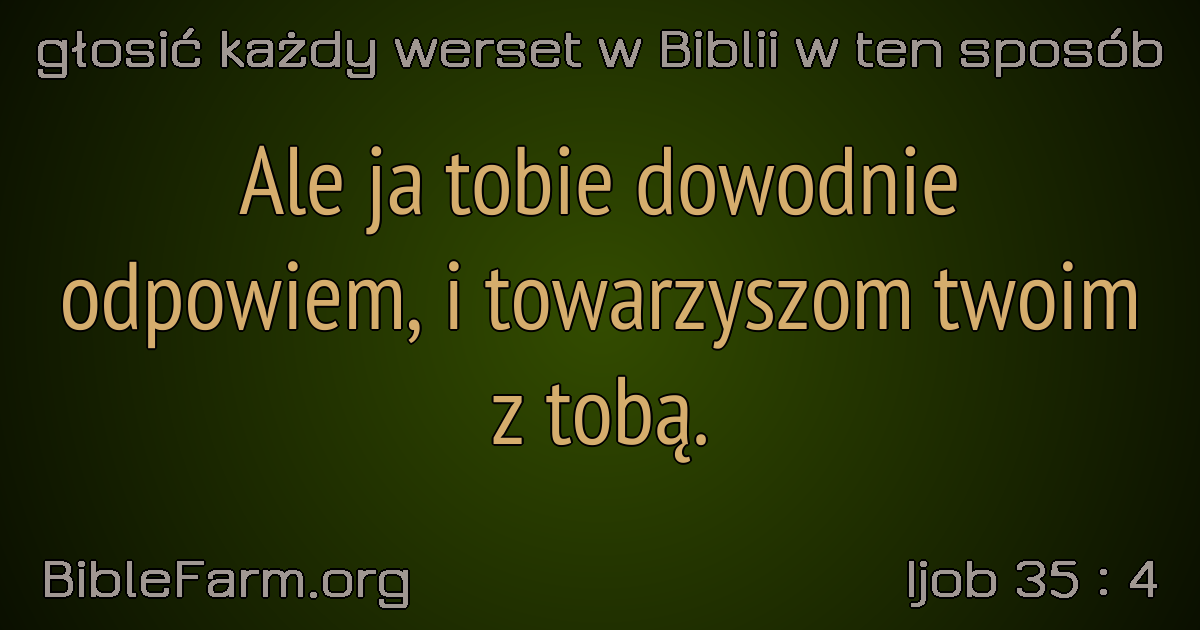 głosić każdy werset w Biblii w ten sposób
Ale ja tobie dowodnie
odpowiem, i towarzyszom twoim
z tobą.
BibleFarm.org
Ijob 35 : 4